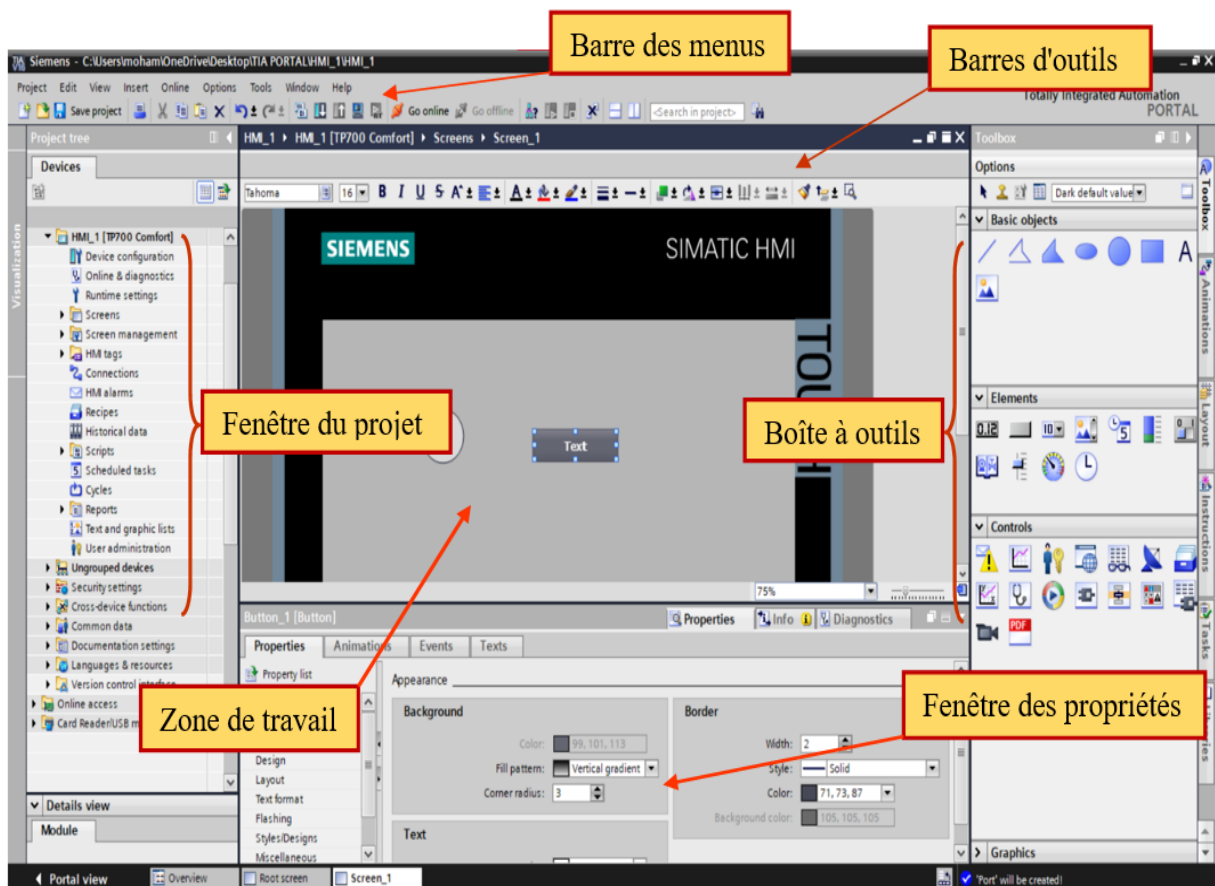 Barre des menus
Barres d'outils
Siemens - C:\Users\moham\OneDrive\Desktop\TIA PORTAL\HMI_1\HMI_1
Project Edit View Insert Online Options Tools Window Help
Totally Integrated Automation
PORTAL
Save project
Go online
Go offline
<Search in project>
Project tree
HMI_1 HMI_1 [TP700 Comfort] Screens Screen_1
Toolbox
Devices
Options
Tahoma 16 B I U S A
Dark default value
Visualization
HMI_1 [TP700 Comfort]
Device configuration
Online & diagnostics
Runtime settings
Screens
Screen management
HMI tags
Connections
HMI alarms
Recipes
Historical data
Scripts
Scheduled tasks
Cycles
Reports
Text and graphic lists
User administration
Ungrouped devices
Security settings
Cross-device functions
Common data
Documentation settings
Languages & resources
Version control interface
Online access
Card Reader/USB
Fenêtre du projet
SIEMENS
SIMATIC HMI
Text
Zone de travail
Boîte à outils
75%
Basic objects
A
Elements
0.12
10
5
Controls
PDF
Graphics
Toolbox
Animations
Layout
Instructions
Tasks
Button_1 [Button]
Properties Info Diagnostics
Properties Animations Events Texts
Property list
Appearance
Background
Color: 99, 101, 113
Fill pattern: Vertical gradient
Corner radius: 3
Text
Border
Width: 2
Style: Solid
Color: 71, 73, 87
Background color: 105, 105, 105
Fenêtre des propriétés
Design
Layout
Text format
Flashing
Styles/Designs
Miscellaneous
Details view
Module
Portal view
Overview
Root screen
Screen_1
'Port' will be created!